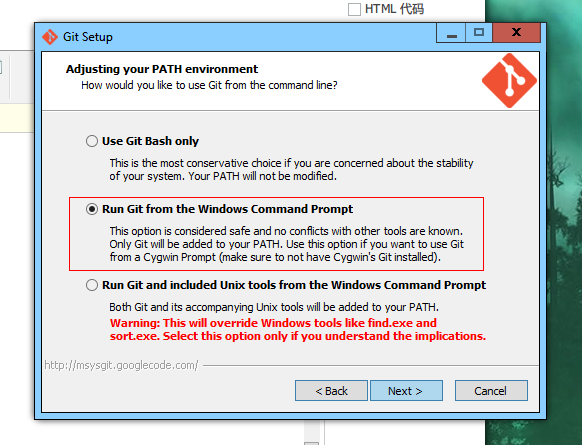 HTML 代码
Git Setup
Adjusting your PATH environment
How would you like to use Git from the command line?
Use Git Bash only
This is the most conservative choice if you are concerned about the stability
of your system. Your PATH will not be modified.
Run Git from the Windows Command Prompt
This option is considered safe and no conflicts with other tools are known.
Only Git will be added to your PATH. Use this option if you want to use Git
from a Cygwin Prompt (make sure to not have Cygwin's Git installed).
Run Git and included Unix tools from the Windows Command Prompt
Both Git and its accompanying Unix tools will be added to your PATH.
Warning: This will override Windows tools like find.exe and
sort.exe. Select this option only if you understand the implications.
http://msysgit.googlecode.com/
< Back
Next >
Cancel